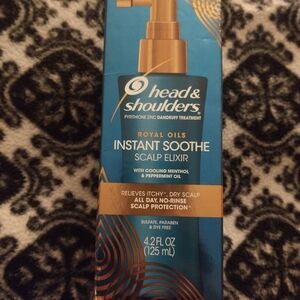 head &
shoulders®
PYRITHIONE ZINC DANDRUFF TREATMENT
ROYAL OILS
INSTANT SOOTHE
SCALP ELIXIR
WITH COOLING MENTHOL
& PEPPERMINT OIL
RELIEVES ITCHY*, DRY SCALP
ALL DAY, NO-RINSE
SCALP PROTECTION^
SULFATE, PARABEN
& DYE FREE
4.2 FL OZ
(125 mL)